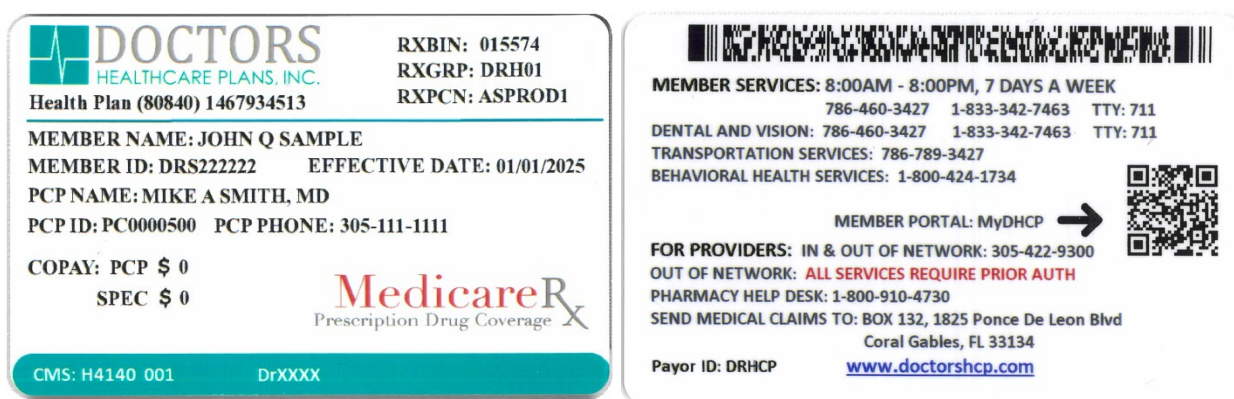 DOCTORS
HEALTHCARE PLANS, INC.
Health Plan (80840) 1467934513
RXBIN: 015574
RXGRP: DRH01
RXPCN: ASPROD1
MEMBER NAME: JOHN Q SAMPLE
MEMBER ID: DRS222222 EFFECTIVE DATE: 01/01/2025
PCP NAME: MIKE A SMITH, MD
PCP ID: PC0000500 PCP PHONE: 305-111-1111
COPAY: PCP $ 0
SPEC $ 0
MedicareRx
Prescription Drug Coverage
CMS: H4140 001 DrXXXX
MEMBER SERVICES: 8:00AM - 8:00PM, 7 DAYS A WEEK
786-460-3427 1-833-342-7463 TTY: 711
DENTAL AND VISION: 786-460-3427 1-833-342-7463 TTY: 711
TRANSPORTATION SERVICES: 786-789-3427
BEHAVIORAL HEALTH SERVICES: 1-800-424-1734
MEMBER PORTAL: MyDHCP
FOR PROVIDERS: IN & OUT OF NETWORK: 305-422-9300
OUT OF NETWORK: ALL SERVICES REQUIRE PRIOR AUTH
PHARMACY HELP DESK: 1-800-910-4730
SEND MEDICAL CLAIMS TO: BOX 132, 1825 Ponce De Leon Blvd
Coral Gables, FL 33134
Payor ID: DRHCP www.doctorshcp.com